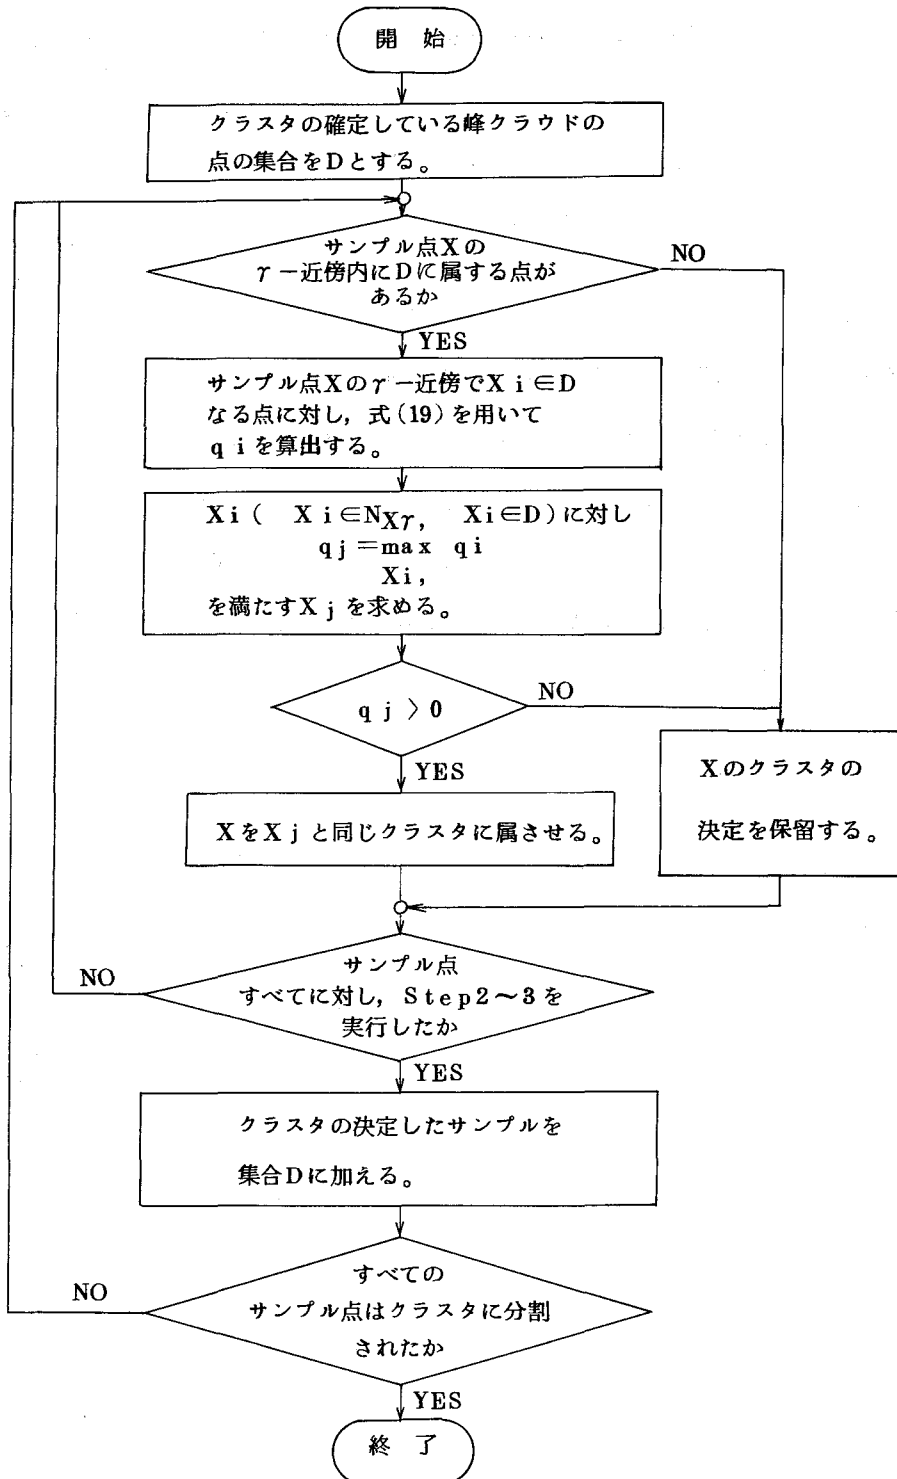 開 始
クラスタの確定している峰クラウドの
点の集合をDとする。
サンプル点Xの
γ－近傍内にDに属する点が
あるか
NO
YES
サンプル点Xのγ－近傍でXi∈D
なる点に対し，式(19)を用いて
qiを算出する。
Xi( Xi∈NXγ, Xi∈D)に対し
qj＝max qi
Xi,
を満たすXjを求める。
qj〉0
NO
YES
Xのクラスタの
決定を保留する。
XをXjと同じクラスタに属させる。
サンプル点
すべてに対し，Step2〜3を
実行したか
NO
YES
クラスタの決定したサンプルを
集合Dに加える。
すべての
サンプル点はクラスタに分割
されたか
NO
YES
終 了